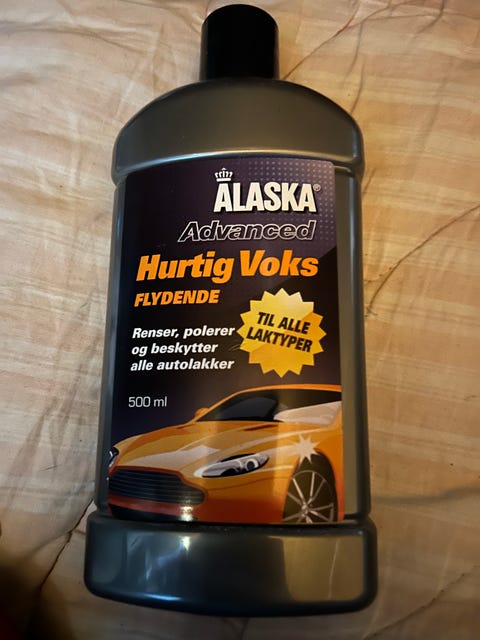 ALASKA®
Advanced
Hurtig Voks
FLYDENDE
TIL ALLE
LAKTYPER
Renser, polerer
og beskytter
alle autolakker
500 ml